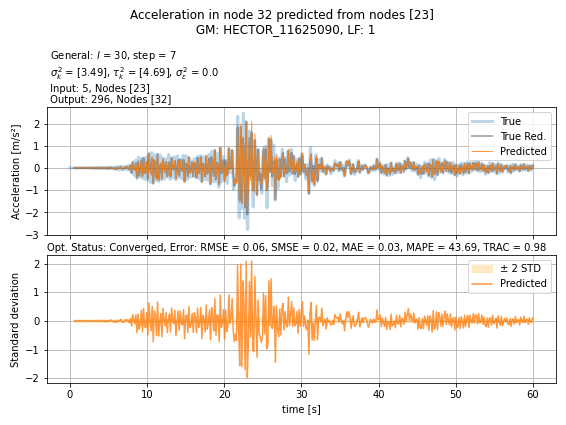 Acceleration in node 32 predicted from nodes [23]
GM: HECTOR_11625090, LF: 1
General: l = 30, step = 7
σ²ₖ = [3.49], τ²ₖ = [4.69], σ²ε = 0.0
Input: 5, Nodes [23]
Output: 296, Nodes [32]
Acceleration [m/s²]
2
1
0
−1
−2
−3
True
True Red.
Predicted
Opt. Status: Converged, Error: RMSE = 0.06, SMSE = 0.02, MAE = 0.03, MAPE = 43.69, TRAC = 0.98
Standard deviation
2
1
0
−1
−2
± 2 STD
Predicted
0 10 20 30 40 50 60
time [s]